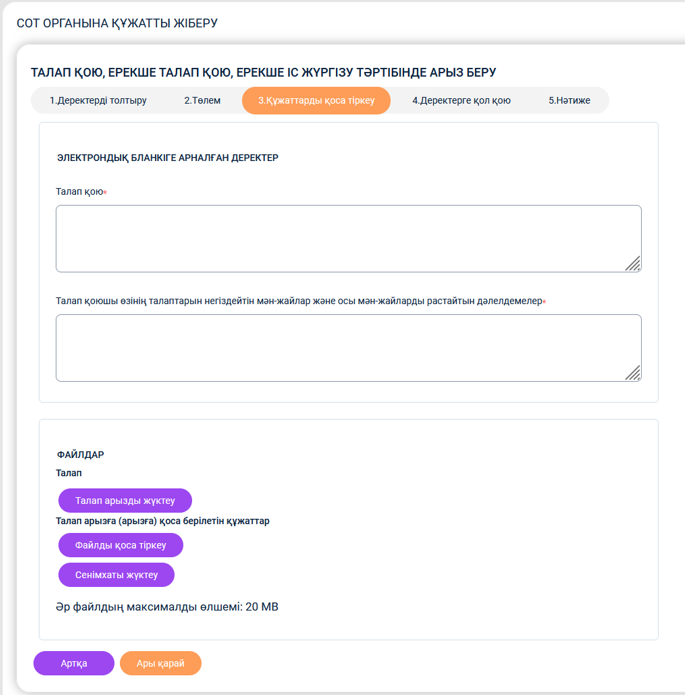 СОТ ОРГАНЫНА ҚҰЖАТТЫ ЖІБЕРУ
ТАЛАП ҚОЮ, ЕРЕКШЕ ТАЛАП ҚОЮ, ЕРЕКШЕ ІС ЖҮРГІЗУ ТӘРТІБІНДЕ АРЫЗ БЕРУ
1.Деректерді толтыру 2.Төлем 3.Құжаттарды қоса тіркеу 4.Деректерге қол қою 5.Нәтиже
ЭЛЕКТРОНДЫҚ БЛАНКІГЕ АРНАЛҒАН ДЕРЕКТЕР
Талап қою*
Талап қоюшы өзінің талаптарын негіздейтін мән-жайлар және осы мән-жайларды растайтын дәлелдемелер*
ФАЙЛДАР
Талап
Талап арызды жүктеу
Талап арызға (арызға) қоса берілетін құжаттар
Файлды қоса тіркеу
Сенімхаты жүктеу
Әр файлдың максималды өлшемі: 20 MB
Артқа Ары қарай